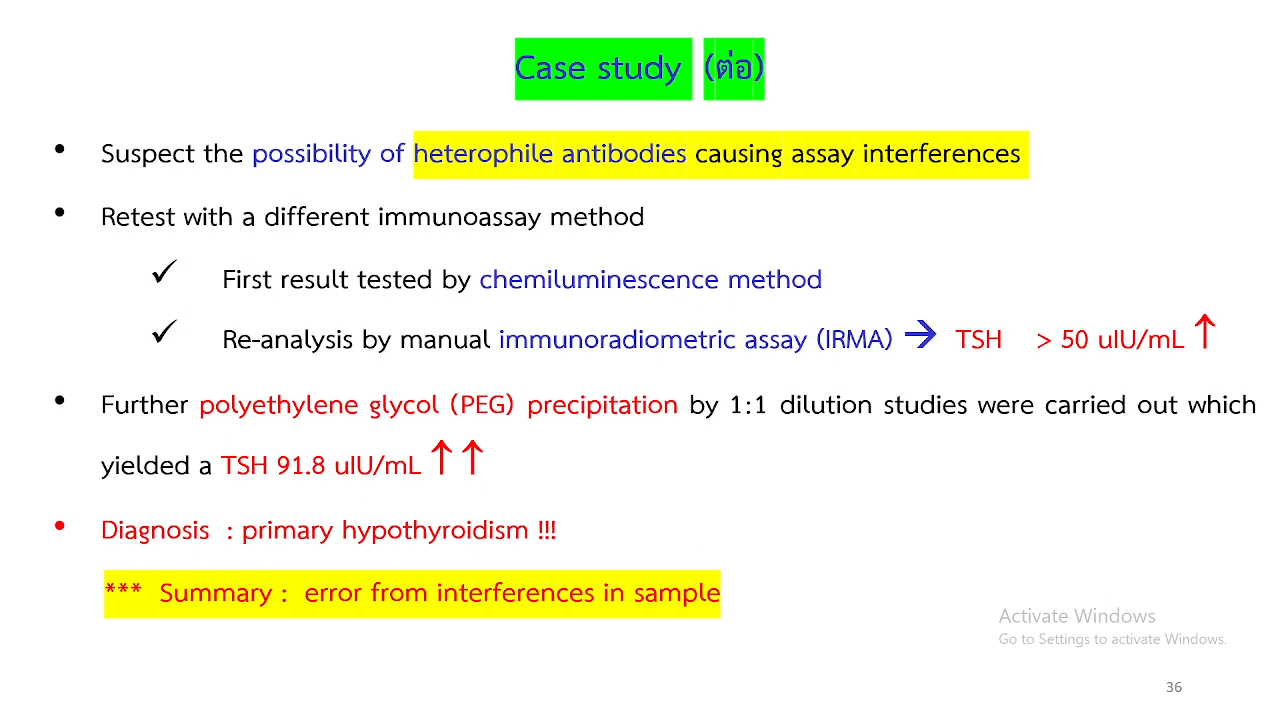 Case study (ต่อ)
• Suspect the possibility of heterophile antibodies causing assay interferences
• Retest with a different immunoassay method
✓ First result tested by chemiluminescence method
✓ Re-analysis by manual immunoradiometric assay (IRMA) → TSH > 50 uIU/mL ↑
• Further polyethylene glycol (PEG) precipitation by 1:1 dilution studies were carried out which
yielded a TSH 91.8 uIU/mL ↑↑
• Diagnosis : primary hypothyroidism !!!
*** Summary : error from interferences in sample
Activate Windows
Go to Settings to activate Windows.
36